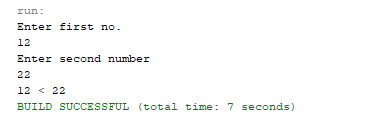 run:
Enter first no.
12
Enter second number
22
12 < 22
BUILD SUCCESSFUL (total time: 7 seconds)